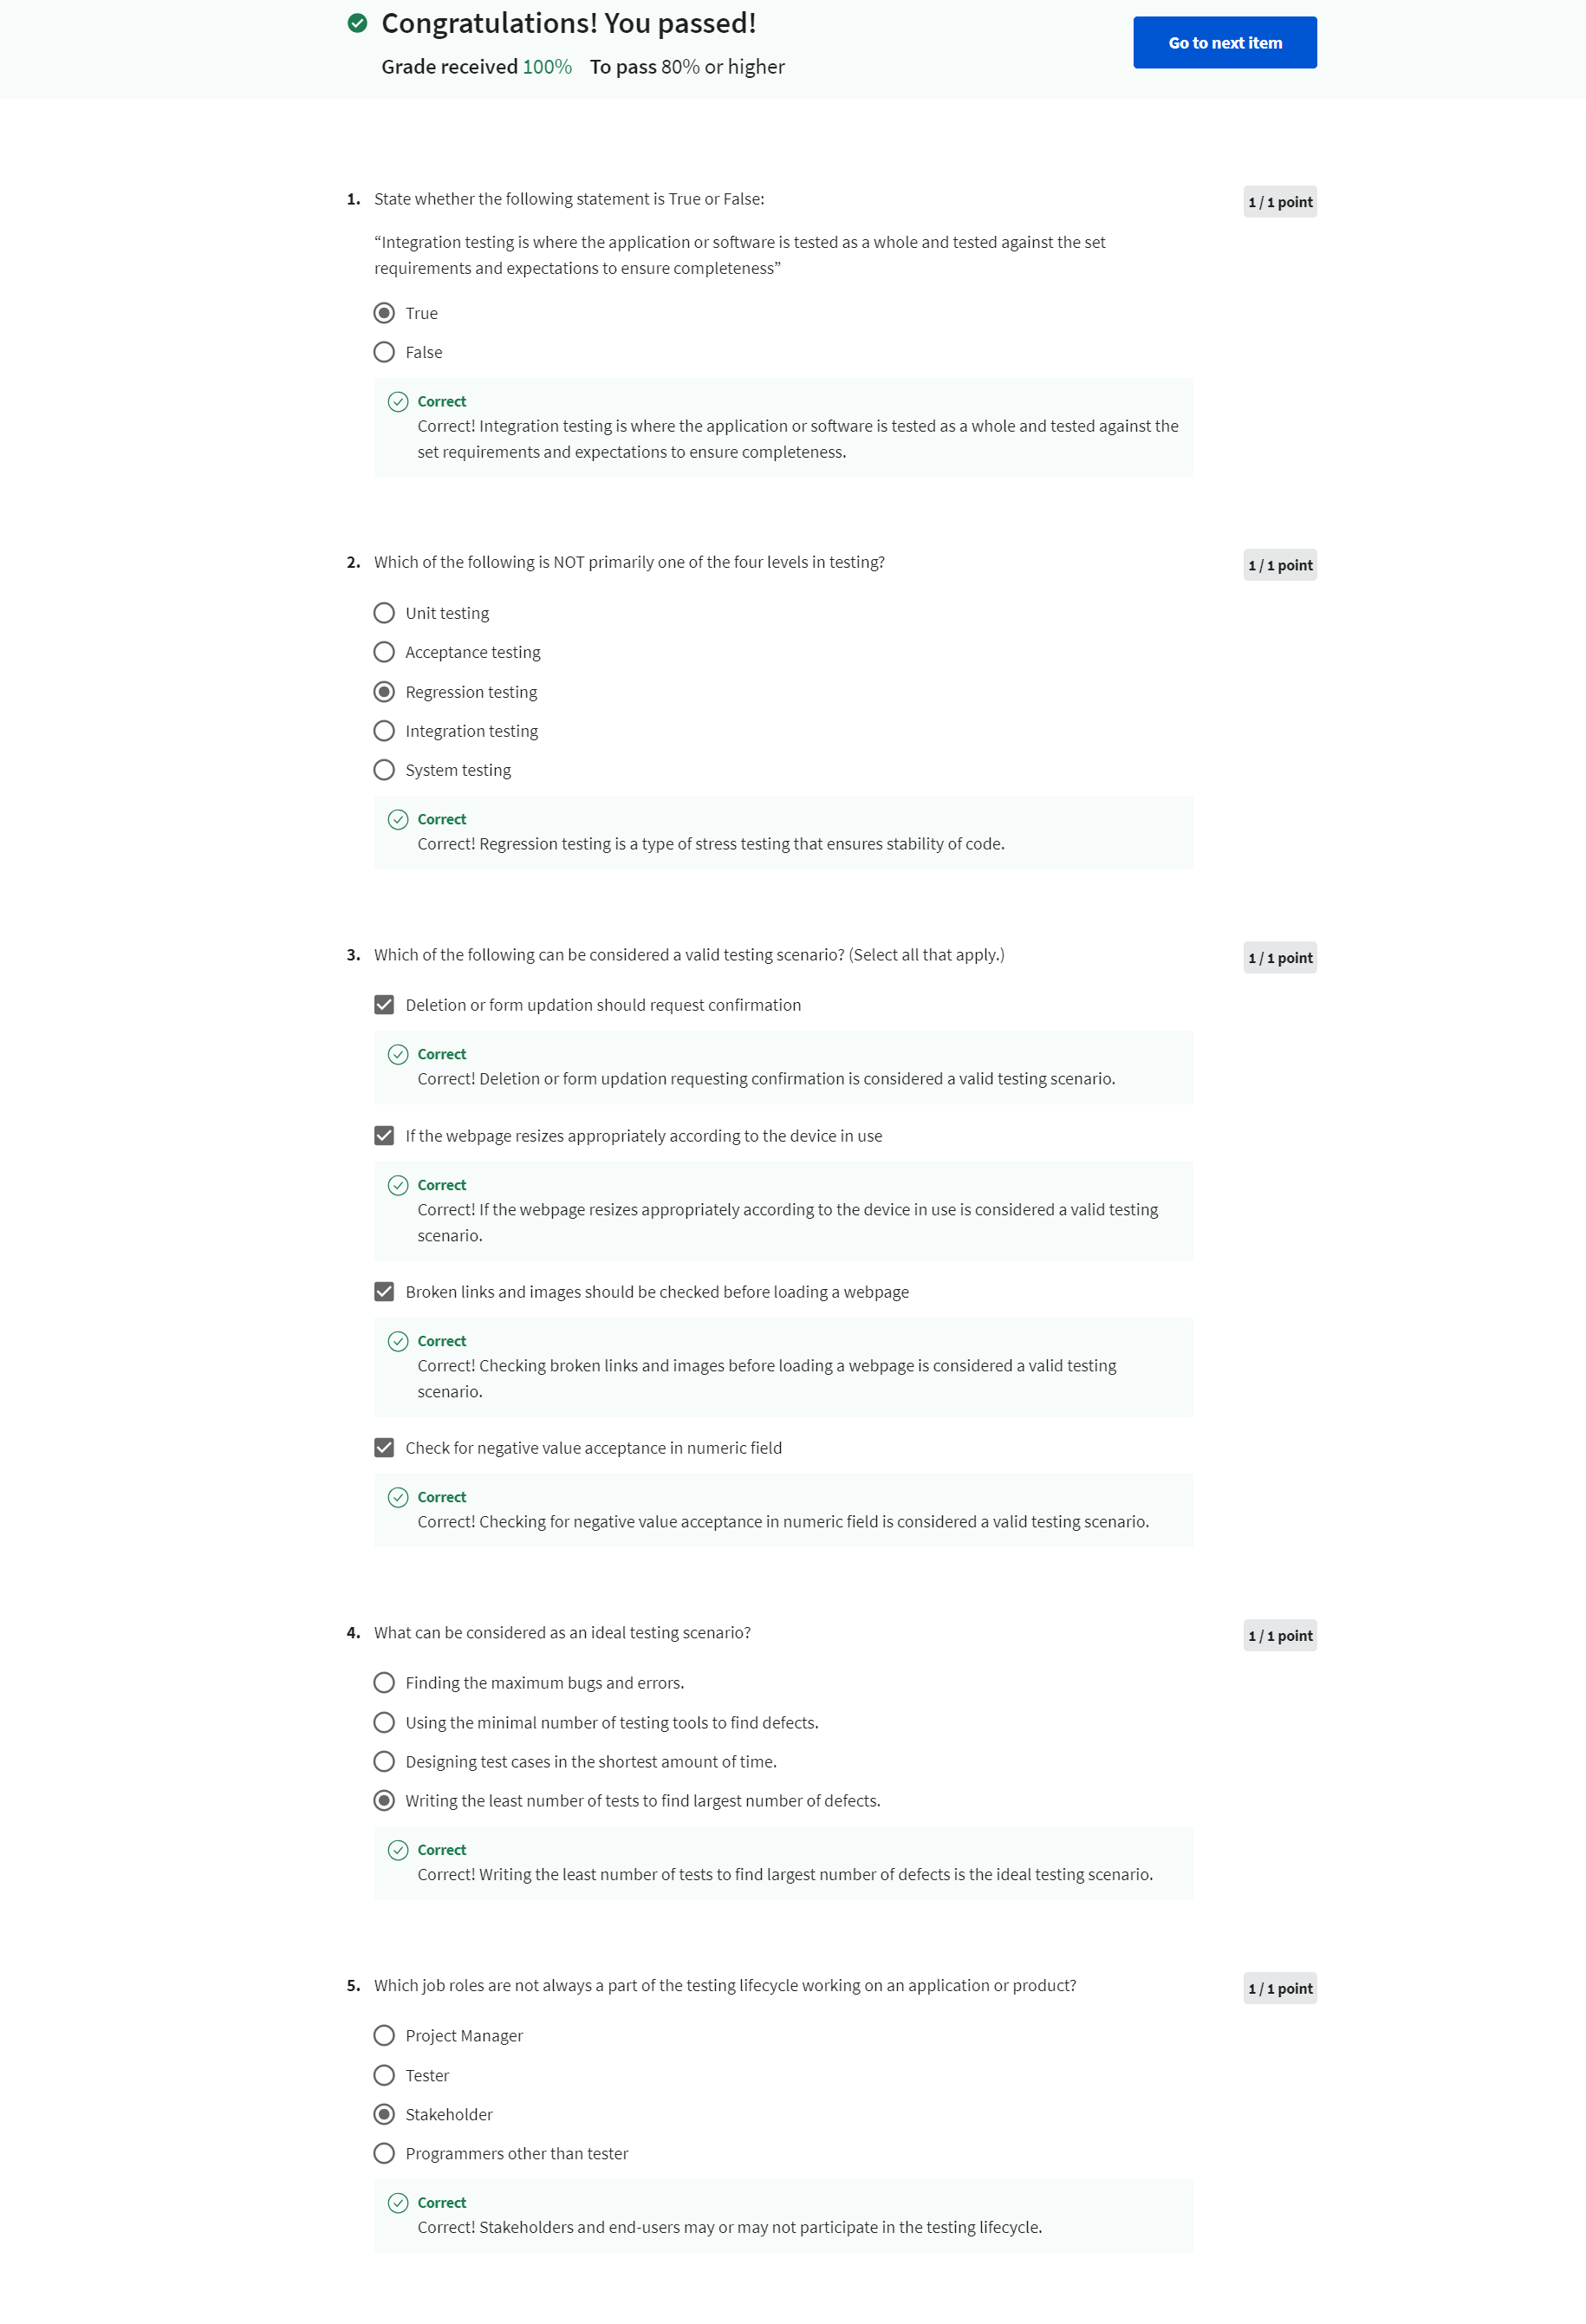 Congratulations! You passed!
Go to next item
Grade received 100% To pass 80% or higher
1. State whether the following statement is True or False:
1 / 1 point
“Integration testing is where the application or software is tested as a whole and tested against the set
requirements and expectations to ensure completeness”
True
False
Correct
Correct! Integration testing is where the application or software is tested as a whole and tested against the
set requirements and expectations to ensure completeness.
2. Which of the following is NOT primarily one of the four levels in testing?
1 / 1 point
Unit testing
Acceptance testing
Regression testing
Integration testing
System testing
Correct
Correct! Regression testing is a type of stress testing that ensures stability of code.
3. Which of the following can be considered a valid testing scenario? (Select all that apply.)
1 / 1 point
Deletion or form updation should request confirmation
Correct
Correct! Deletion or form updation requesting confirmation is considered a valid testing scenario.
If the webpage resizes appropriately according to the device in use
Correct
Correct! If the webpage resizes appropriately according to the device in use is considered a valid testing
scenario.
Broken links and images should be checked before loading a webpage
Correct
Correct! Checking broken links and images before loading a webpage is considered a valid testing
scenario.
Check for negative value acceptance in numeric field
Correct
Correct! Checking for negative value acceptance in numeric field is considered a valid testing scenario.
4. What can be considered as an ideal testing scenario?
1 / 1 point
Finding the maximum bugs and errors.
Using the minimal number of testing tools to find defects.
Designing test cases in the shortest amount of time.
Writing the least number of tests to find largest number of defects.
Correct
Correct! Writing the least number of tests to find largest number of defects is the ideal testing scenario.
5. Which job roles are not always a part of the testing lifecycle working on an application or product?
1 / 1 point
Project Manager
Tester
Stakeholder
Programmers other than tester
Correct
Correct! Stakeholders and end-users may or may not participate in the testing lifecycle.